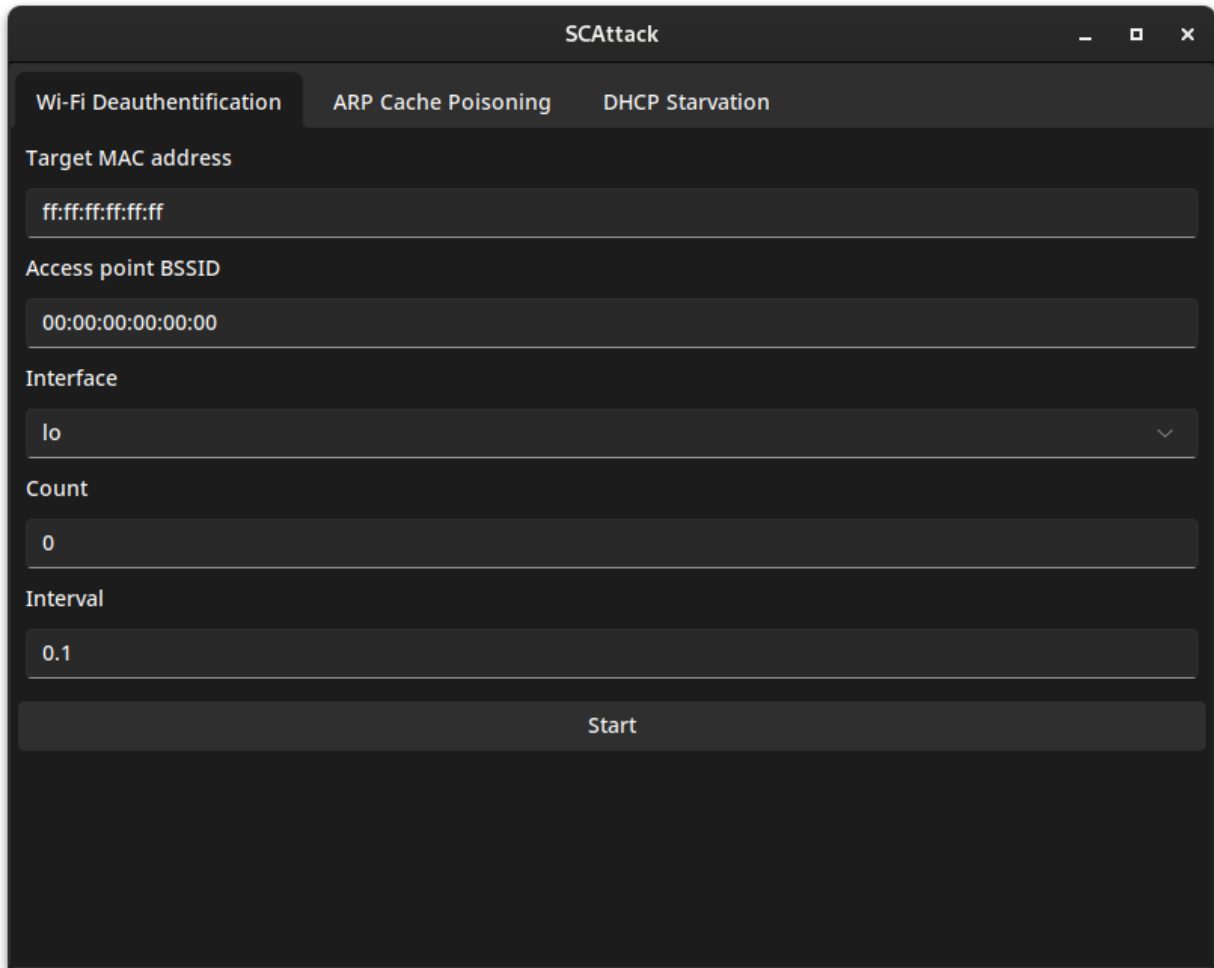 SCAttack
Wi-Fi Deauthentification ARP Cache Poisoning DHCP Starvation
Target MAC address
ff:ff:ff:ff:ff:ff
Access point BSSID
00:00:00:00:00:00
Interface
lo
Count
0
Interval
0.1
Start